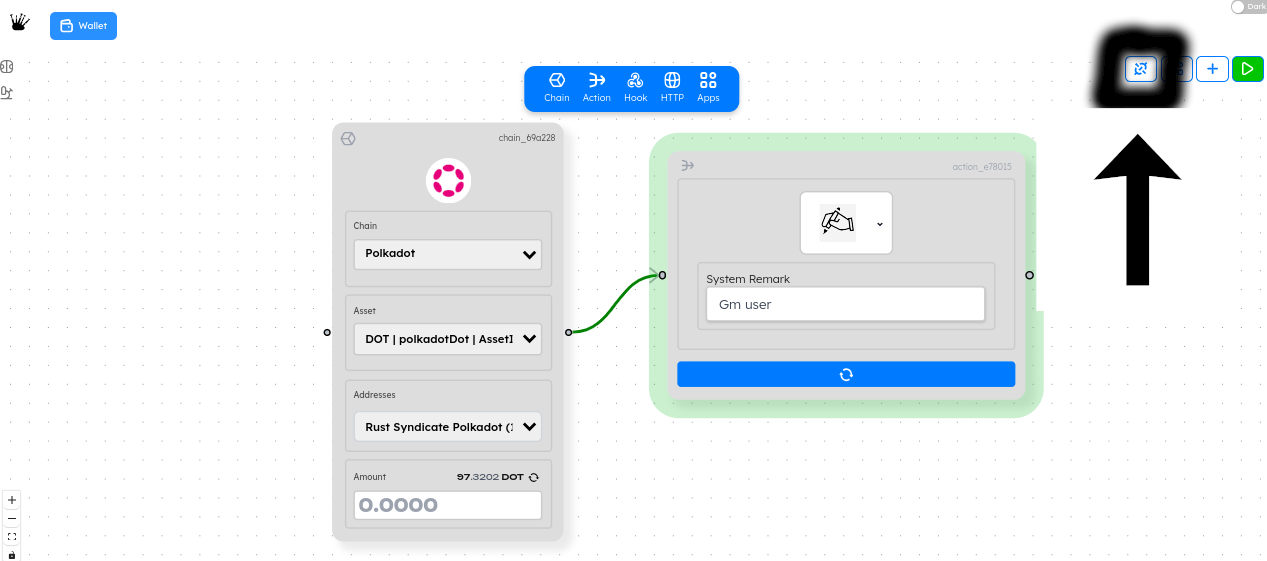 Dark
Wallet
Chain Action Hook HTTP Apps
chain_69a228
Chain
Polkadot
Asset
DOT | polkadotDot | AssetI
Addresses
Rust Syndicate Polkadot (1
Amount 97.3202 DOT
0.0000
action_e78015
System Remark
Gm user